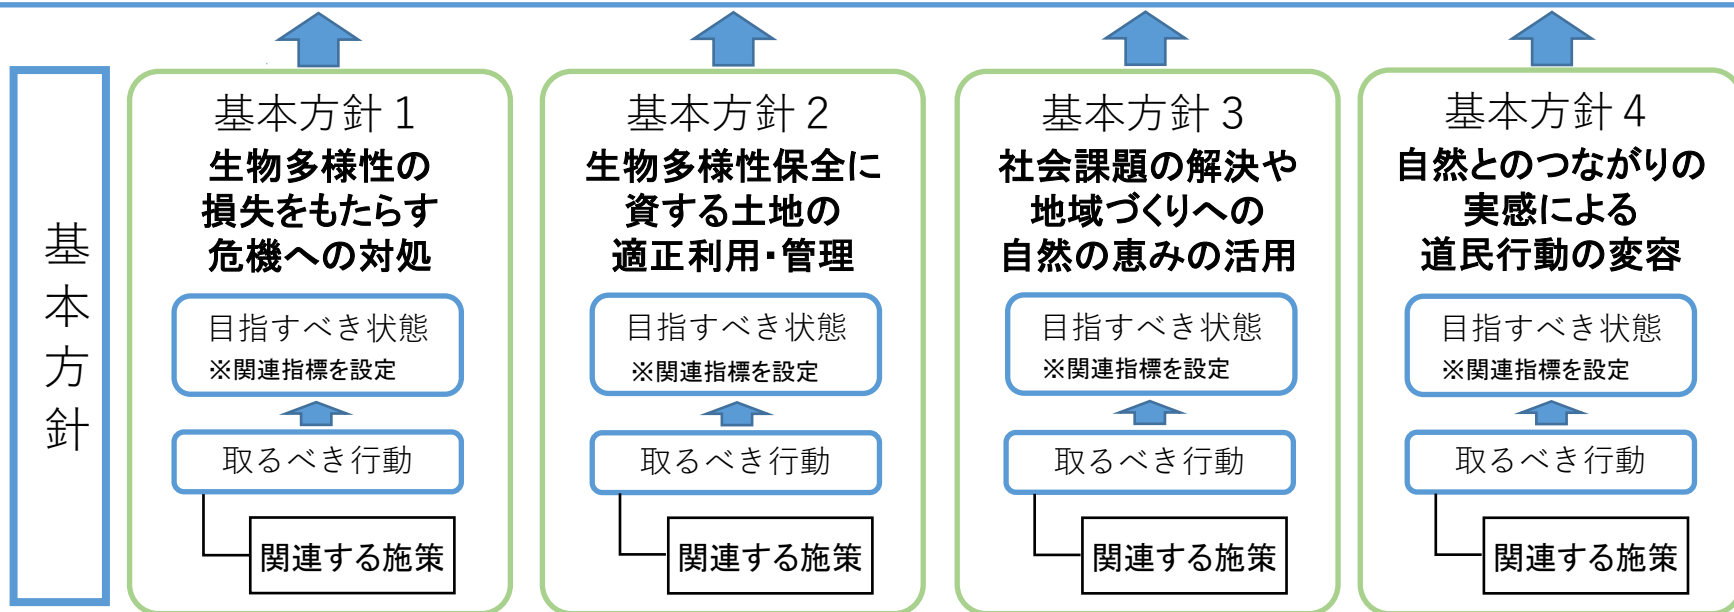 基本方針
基本方針１
生物多様性の
損失をもたらす
危機への対処
目指すべき状態
※関連指標を設定
取るべき行動
関連する施策
基本方針２
生物多様性保全に
資する土地の
適正利用・管理
目指すべき状態
※関連指標を設定
取るべき行動
関連する施策
基本方針３
社会課題の解決や
地域づくりへの
自然の恵みの活用
目指すべき状態
※関連指標を設定
取るべき行動
関連する施策
基本方針４
自然とのつながりの
実感による
道民行動の変容
目指すべき状態
※関連指標を設定
取るべき行動
関連する施策